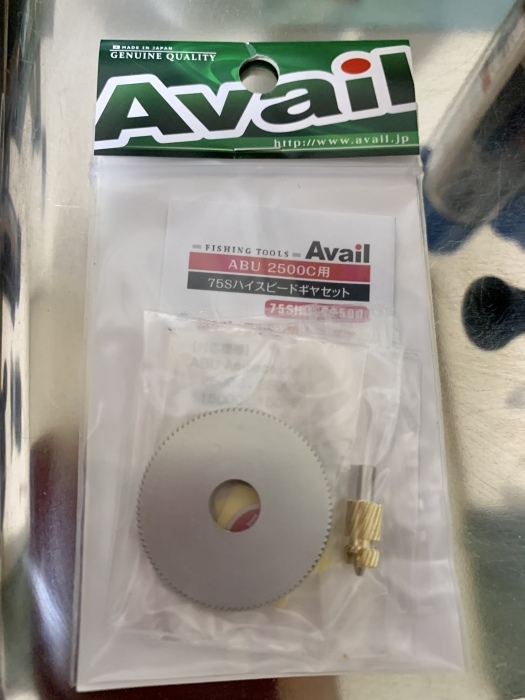 MADE IN JAPAN
GENUINE QUALITY
Avail
http://www.avail.jp
FISHING TOOLS
Avail
ABU 2500C用
75Sハイスピードギヤセット
75S